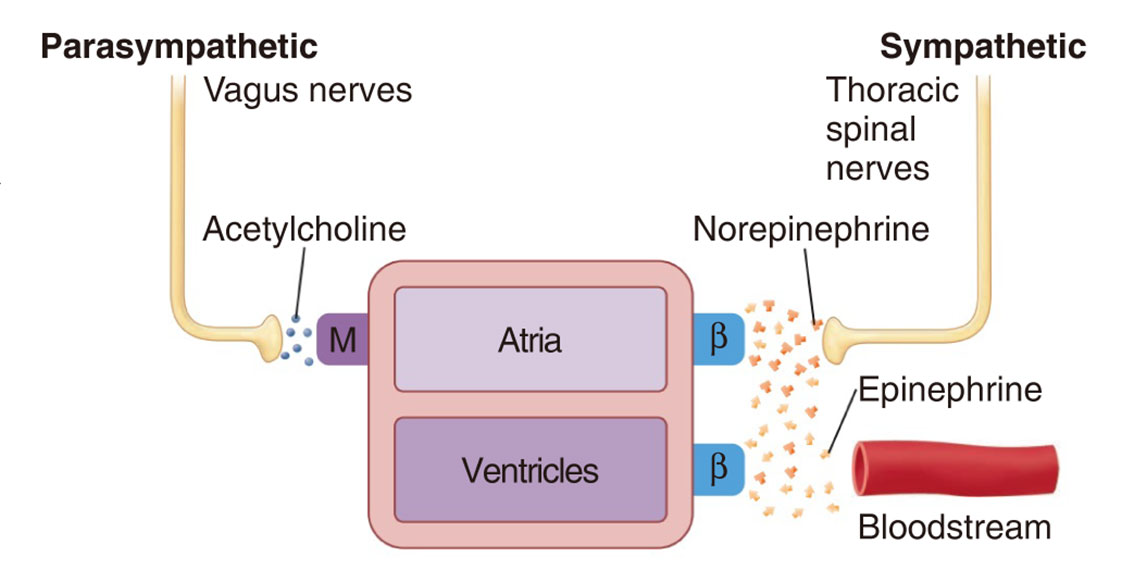 Parasympathetic
Vagus nerves
Sympathetic
Thoracic
spinal
nerves
Acetylcholine
Norepinephrine
M
Atria
β
Epinephrine
Ventricles
β
Bloodstream